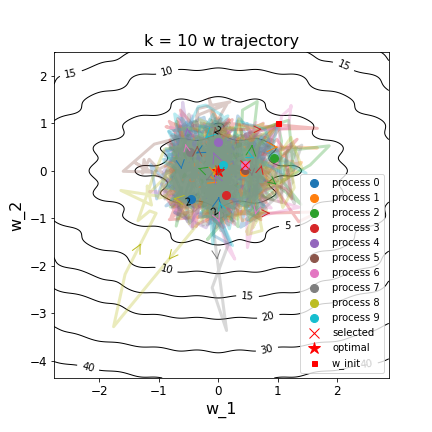 k = 10 w trajectory
15
10
15
2
1
0
−1
−2
−3
−4
w_2
2
2
2
5
10
15
20
30
40
40
process 0
process 1
process 2
process 3
process 4
process 5
process 6
process 7
process 8
process 9
selected
optimal
w_init
−2
−1
0
1
2
w_1